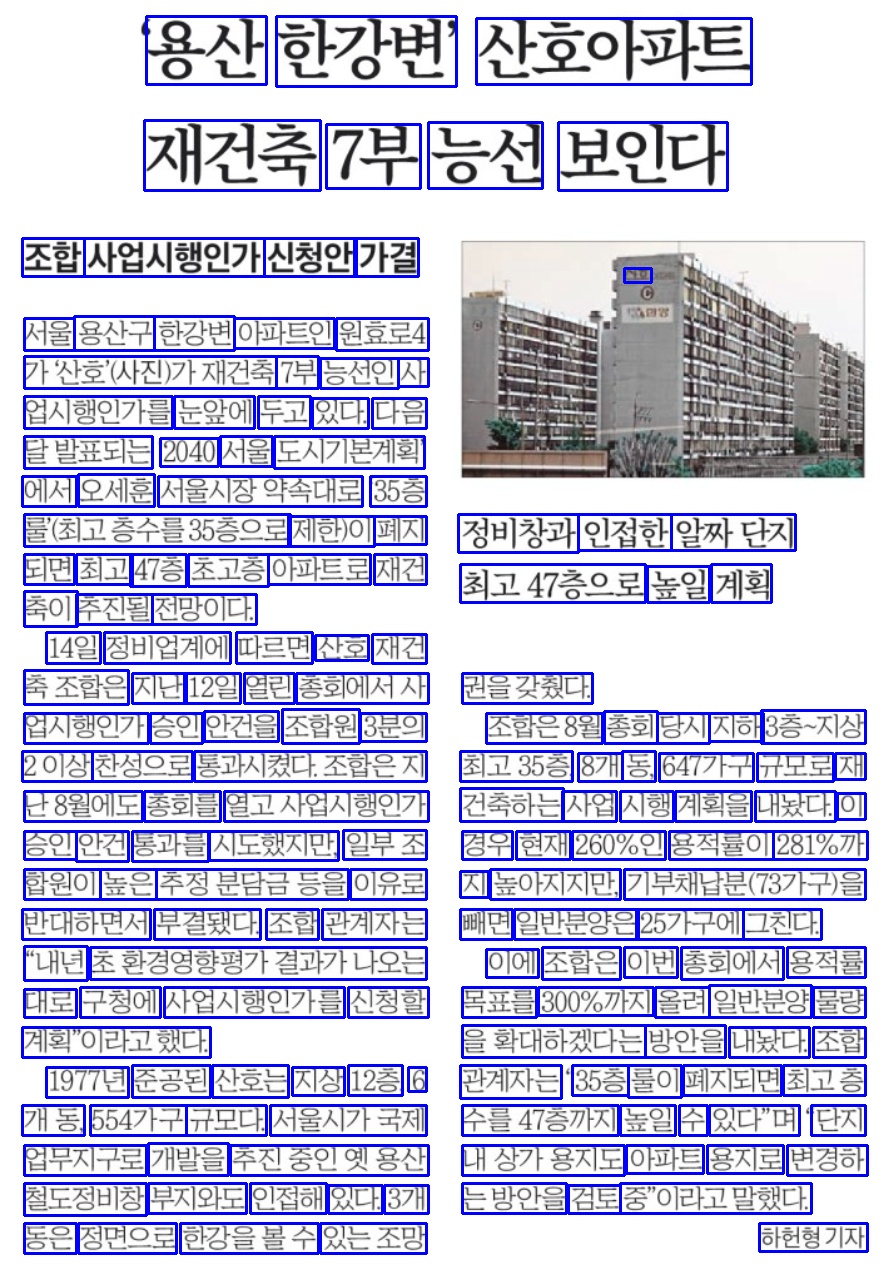 ‘용산 한강변’ 산호아파트
재건축 7부 능선 보인다
조합 사업시행인가 신청안 가결
서울 용산구 한강변 아파트인 원효로4
가 ‘산호’(사진)가 재건축 7부 능선인 사
업시행인가를 눈앞에 두고 있다. 다음
달 발표되는 2040 서울 도시기본계획’
에서 오세훈 서울시장 약속대로 35층
룰’(최고 층수를 35층으로 제한)이 폐지
되면 최고 47층 초고층 아파트로 재건
축이 추진될 전망이다.
14일 정비업계에 따르면 산호 재건
축 조합은 지난 12일 열린 총회에서 사
업시행인가 승인 안건을 조합원 3분의
2 이상 찬성으로 통과시켰다. 조합은 지
난 8월에도 총회를 열고 사업시행인가
승인 안건 통과를 시도했지만, 일부 조
합원이 높은 추정 분담금 등을 이유로
반대하면서 부결됐다. 조합 관계자는
“내년 초 환경영향평가 결과가 나오는
대로 구청에 사업시행인가를 신청할
계획”이라고 했다.
1977년 준공된 산호는 지상 12층 6
개 동, 554가구 규모다. 서울시가 국제
업무지구로 개발을 추진 중인 옛 용산
철도정비창 부지와도 인접해 있다. 3개
동은 정면으로 한강을 볼 수 있는 조망
정비창과 인접한 알짜 단지
최고 47층으로 높일 계획
권을 갖췄다.
조합은 8월 총회 당시 지하 3층~지상
최고 35층, 8개 동, 647가구 규모로 재
건축하는 사업 시행 계획을 내놨다. 이
경우 현재 260%인 용적률이 281%까
지 높아지지만, 기부채납분(73가구)을
빼면 일반분양은 25가구에 그친다.
이에 조합은 이번 총회에서 용적률
목표를 300%까지 올려 일반분양 물량
을 확대하겠다는 방안을 내놨다. 조합
관계자는 ‘35층 룰이 폐지되면 최고 층
수를 47층까지 높일 수 있다”며 ‘단지
내 상가 용지도 아파트 용지로 변경하
는 방안을 검토 중”이라고 말했다.
하헌형 기자